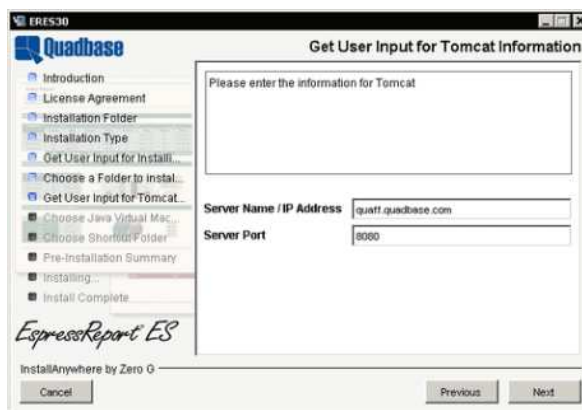 ERES30
Quadbase
Get User Input for Tomcat Information
Introduction
License Agreement
Installation Folder
Installation Type
Get User Input for Installi...
Choose a Folder to instal...
Get User Input for Tomcat...
Choose Java Virtual Mac...
Choose Shortcut Folder
Pre-Installation Summary
Installing...
Install Complete
EspressReport ES
Please enter the information for Tomcat
Server Name / IP Address quaff.quadbase.com
Server Port 8080
InstallAnywhere by Zero G
Cancel Previous Next